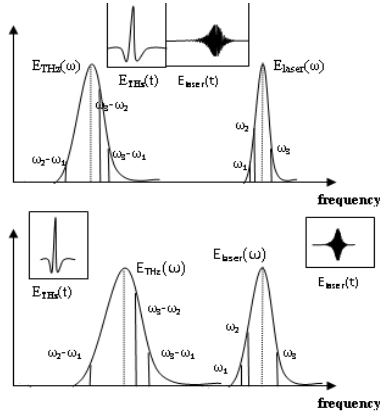 E_THz(ω)
E_THz(t)
E_laser(t)
E_laser(ω)
ω₃-ω₂
ω₂
ω₂-ω₁
ω₃-ω₁
ω₁
ω₃
frequency
E_THz(t)
E_THz(ω)
E_laser(ω)
E_laser(t)
ω₃-ω₂
ω₂
ω₂-ω₁
ω₃-ω₁
ω₁
ω₃
frequency